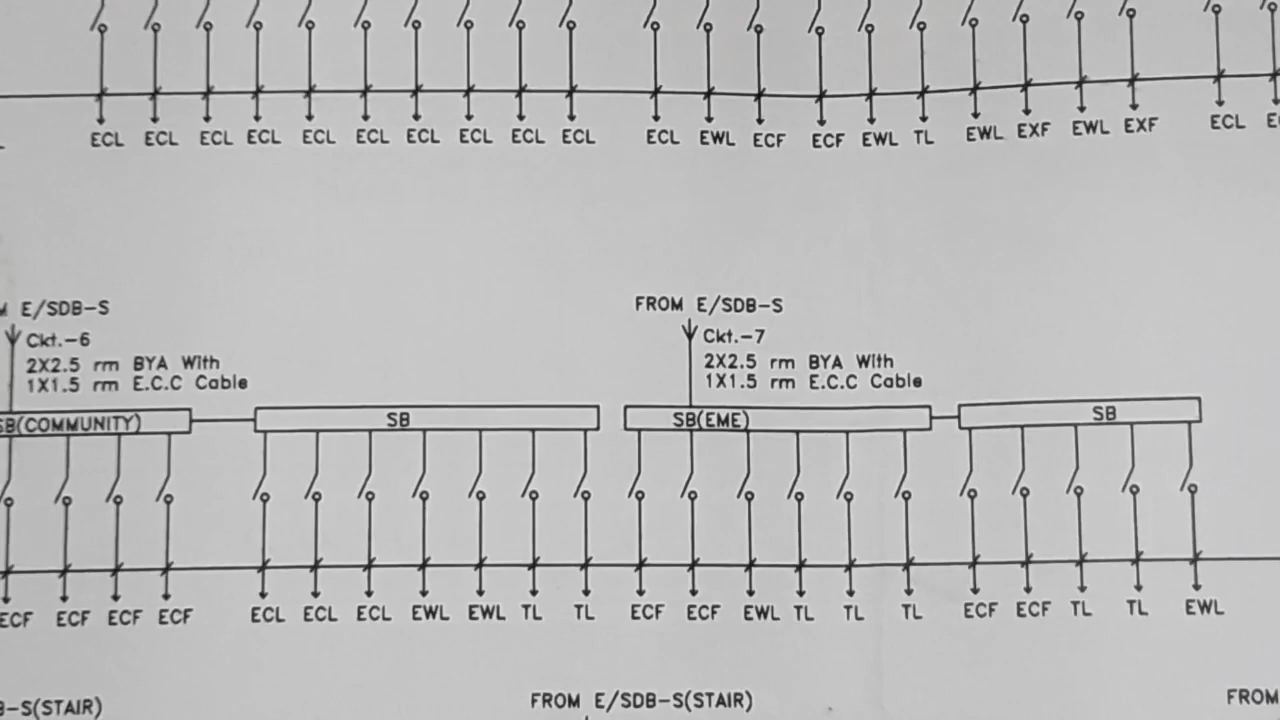 ECL ECL ECL ECL ECL ECL ECL ECL ECL ECL ECL EWL ECF ECF EWL TL EWL EXF EWL EXF ECL
E/SDB-S
Ckt.-6
2X2.5 rm BYA With
1X1.5 rm E.C.C Cable
FROM E/SDB-S
Ckt.-7
2X2.5 rm BYA With
1X1.5 rm E.C.C Cable
SB(COMMUNITY) SB SB(EME) SB
ECF ECF ECF ECF ECL ECL ECL EWL EWL TL TL ECF ECF EWL TL TL TL ECF ECF TL TL EWL
B-S(STAIR) FROM E/SDB-S(STAIR) FROM